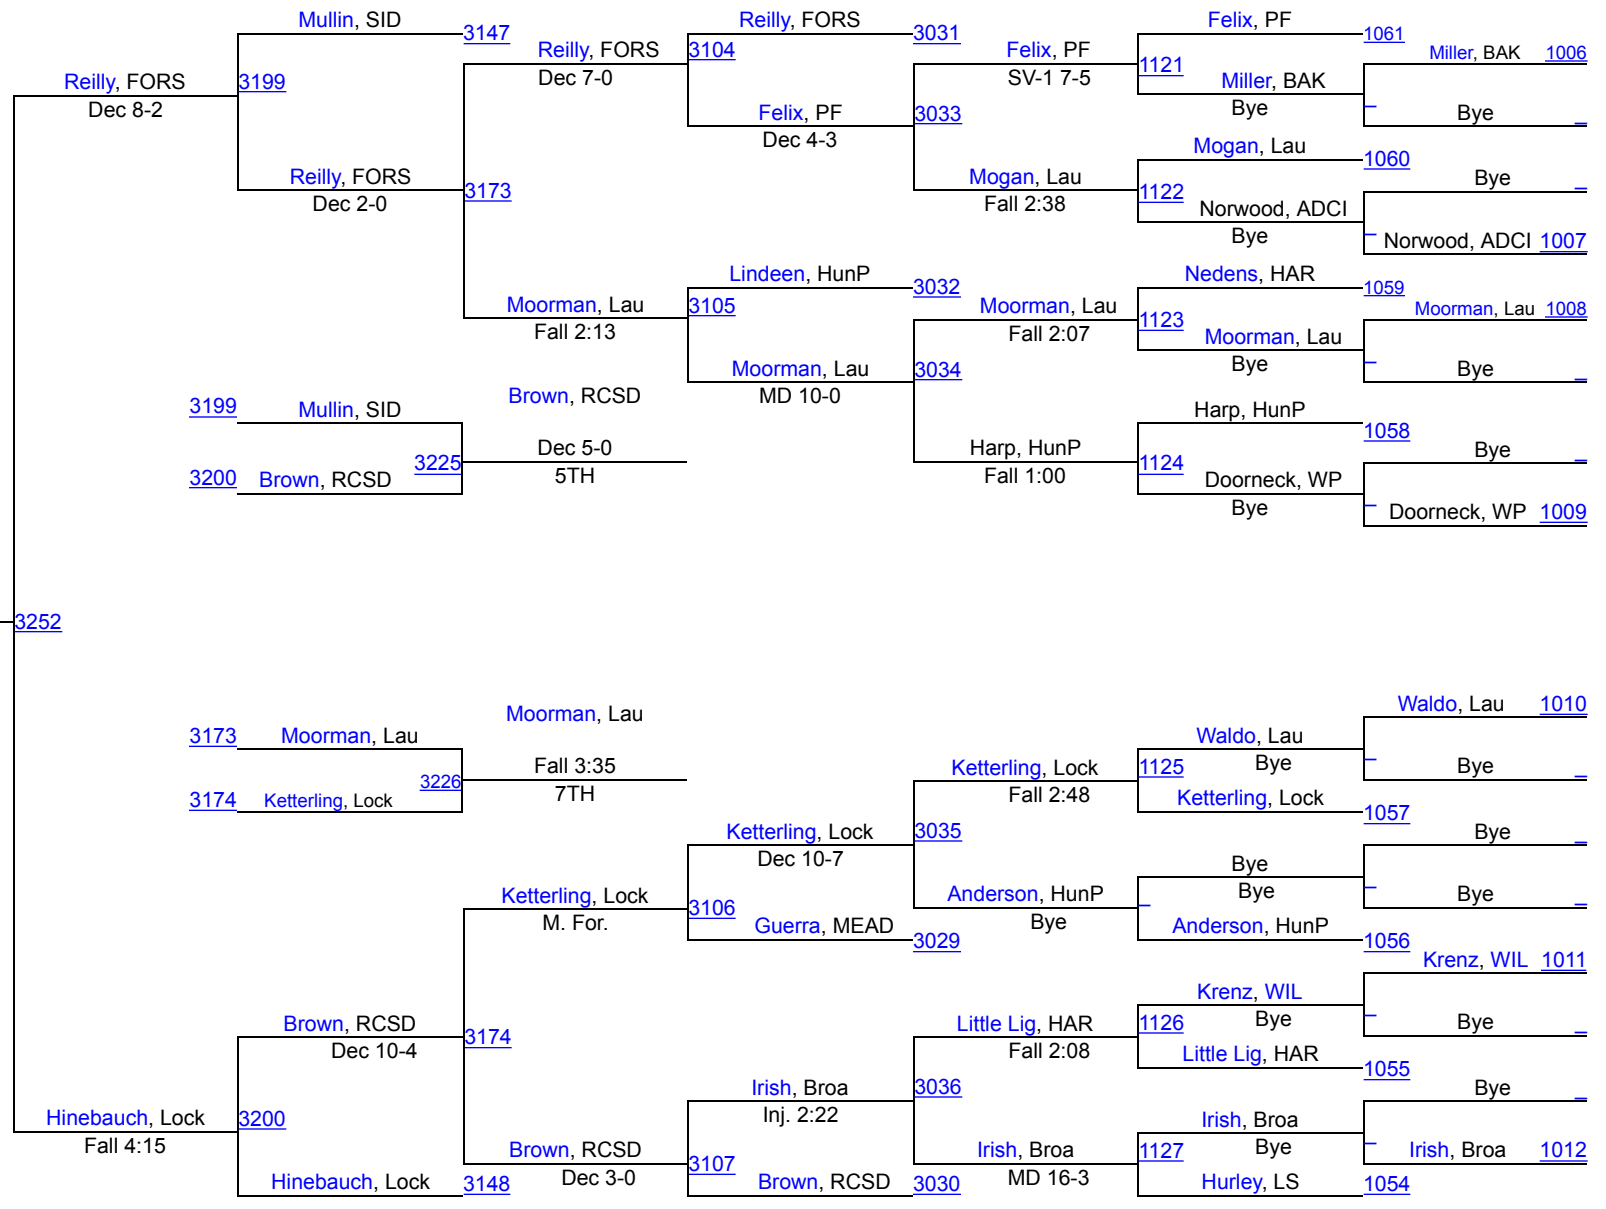 Mullin, SID
3147
Reilly, FORS
3031
Felix, PF
1061
Reilly, FORS
3104
Felix, PF
Miller, BAK 1006
Dec 7-0
SV-1 7-5
1121
Reilly, FORS
3199
Miller, BAK
Dec 8-2
Felix, PF
3033
Bye
Bye
Dec 4-3
Mogan, Lau
1060
Reilly, FORS
Mogan, Lau
Bye
Dec 2-0
3173
Fall 2:38
1122
Norwood, ADCI
Bye
Norwood, ADCI 1007
Lindeen, HunP
3032
Nedens, HAR
1059
Moorman, Lau
3105
Moorman, Lau
Moorman, Lau 1008
Fall 2:13
Fall 2:07
1123
Moorman, Lau
Moorman, Lau
3034
Bye
Bye
MD 10-0
Brown, RCSD
3199
Mullin, SID
Harp, HunP
1058
Dec 5-0
Harp, HunP
Bye
3225
5TH
Fall 1:00
1124
3200
Brown, RCSD
Doorneck, WP
Bye
Doorneck, WP 1009
3252
Moorman, Lau
Waldo, Lau 1010
3173
Moorman, Lau
Waldo, Lau
Fall 3:35
Ketterling, Lock
1125
Bye
Bye
3226
7TH
Fall 2:48
3174
Ketterling, Lock
Ketterling, Lock
1057
Ketterling, Lock
3035
Bye
Dec 10-7
Bye
Ketterling, Lock
Anderson, HunP
Bye
Bye
M. For.
3106
Bye
Guerra, MEAD
3029
Anderson, HunP
1056
Krenz, WIL 1011
Krenz, WIL
Brown, RCSD
Little Lig, HAR
1126
Bye
Bye
Dec 10-4
3174
Fall 2:08
Little Lig, HAR
1055
Irish, Broa
3036
Bye
Hinebauch, Lock
3200
Inj. 2:22
Irish, Broa
Fall 4:15
Brown, RCSD
Irish, Broa
1127
Bye
Irish, Broa 1012
Dec 3-0
3107
MD 16-3
Hinebauch, Lock
3148
Brown, RCSD
3030
Hurley, LS
1054